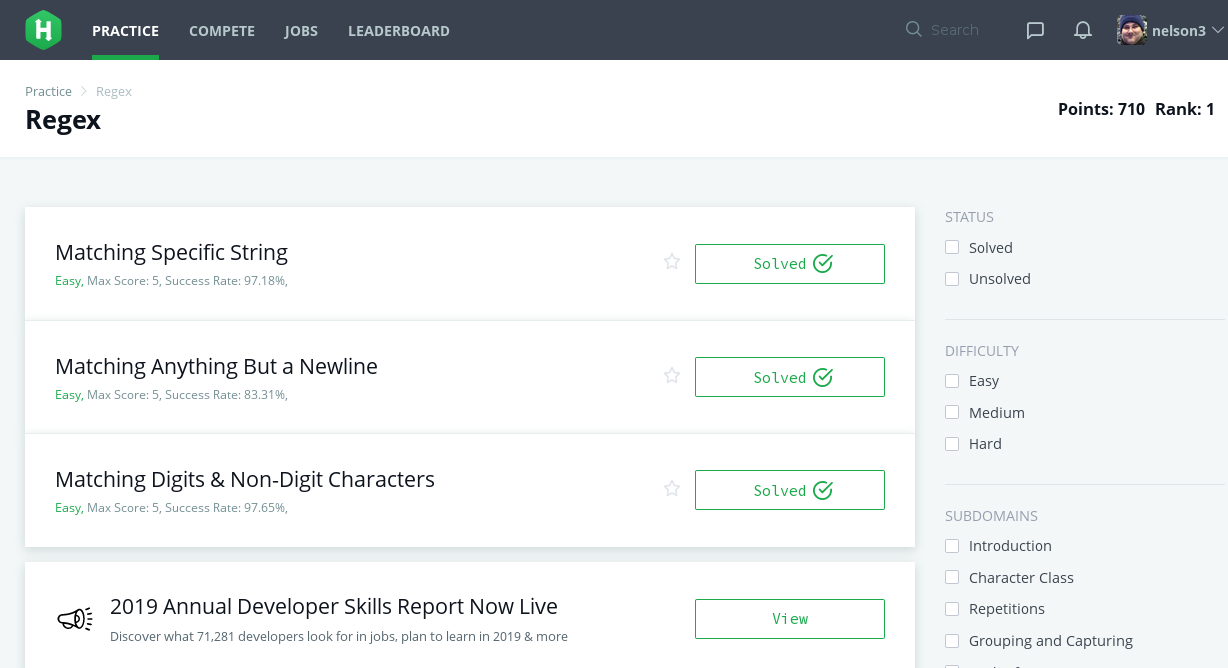 H PRACTICE COMPETE JOBS LEADERBOARD Search nelson3
Practice Regex
Regex
Points: 710 Rank: 1
Matching Specific String
Easy, Max Score: 5, Success Rate: 97.18%,
Solved
Matching Anything But a Newline
Easy, Max Score: 5, Success Rate: 83.31%,
Solved
Matching Digits & Non-Digit Characters
Easy, Max Score: 5, Success Rate: 97.65%,
Solved
2019 Annual Developer Skills Report Now Live
Discover what 71,281 developers look for in jobs, plan to learn in 2019 & more
View
STATUS
Solved
Unsolved
DIFFICULTY
Easy
Medium
Hard
SUBDOMAINS
Introduction
Character Class
Repetitions
Grouping and Capturing